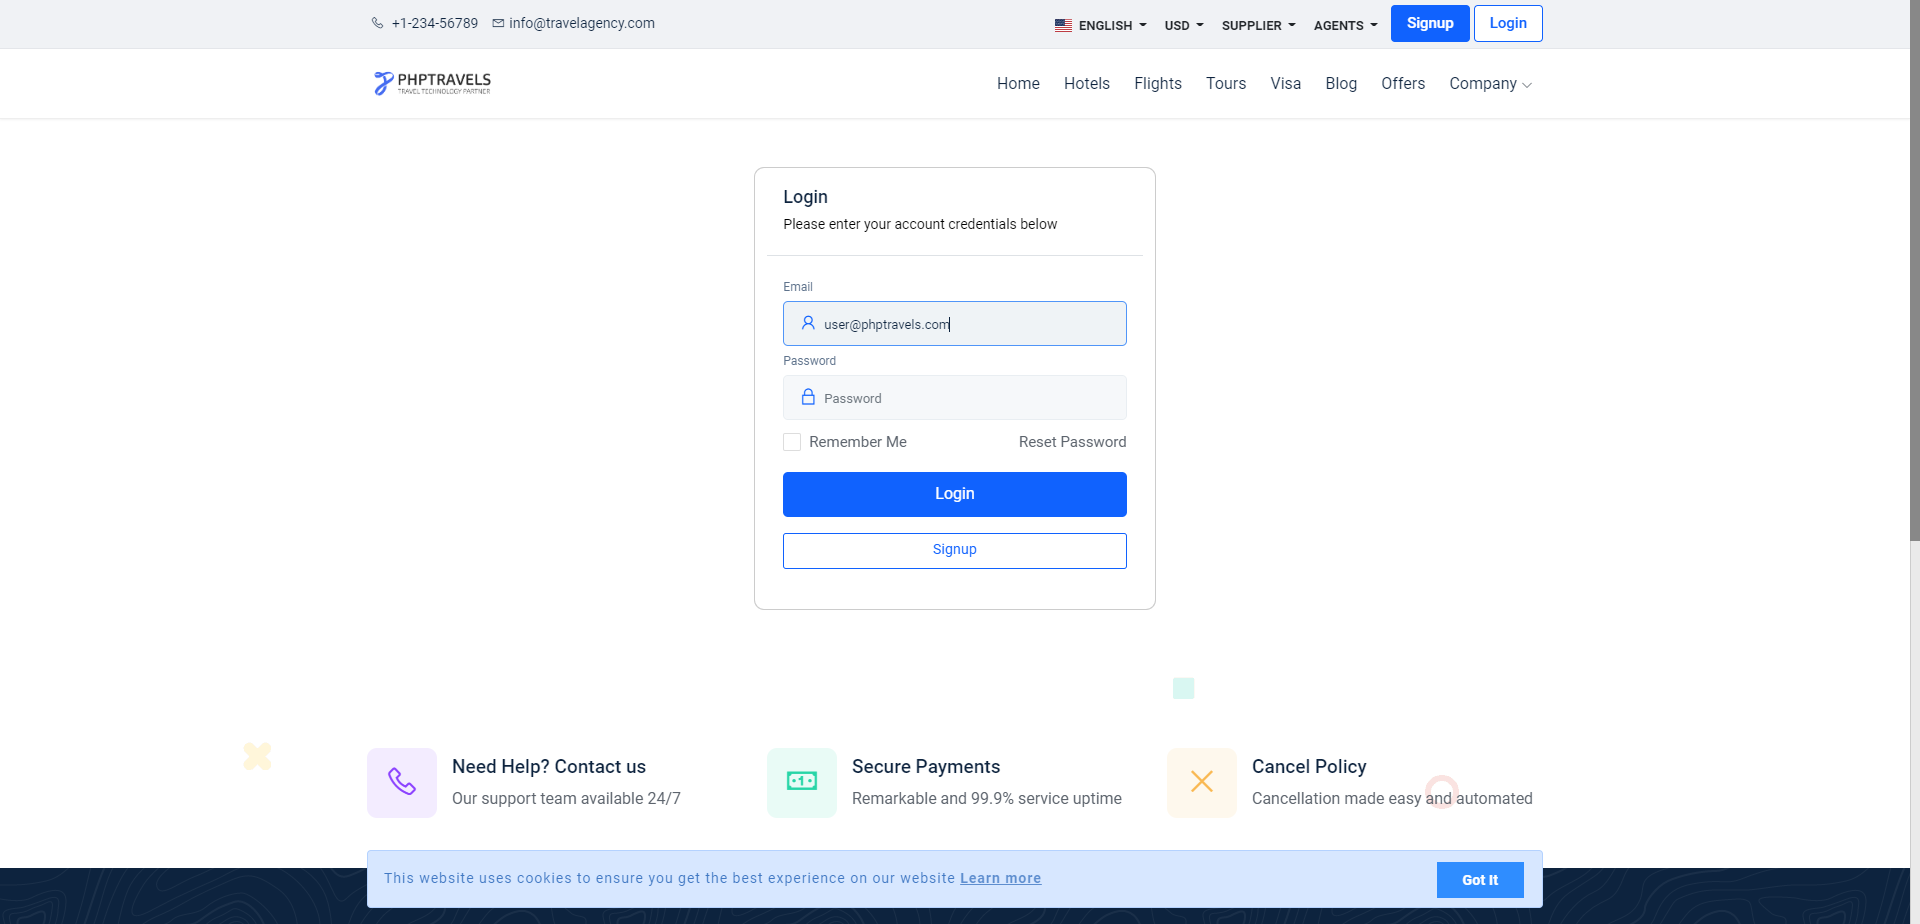 +1-234-56789 info@travelagency.com ENGLISH USD SUPPLIER AGENTS Signup Login
PHPTRAVELS
TRAVEL TECHNOLOGY PARTNER
Home Hotels Flights Tours Visa Blog Offers Company
Login
Please enter your account credentials below
Email
user@phptravels.com
Password
Password
Remember Me Reset Password
Login
Signup
Need Help? Contact us
Our support team available 24/7
Secure Payments
Remarkable and 99.9% service uptime
Cancel Policy
Cancellation made easy and automated
This website uses cookies to ensure you get the best experience on our website Learn more Got It